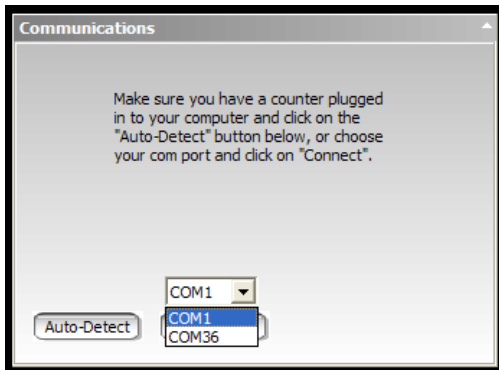 Communications
Make sure you have a counter plugged
in to your computer and click on the
"Auto-Detect" button below, or choose
your com port and click on "Connect".
COM1
COM1
COM36
Auto-Detect